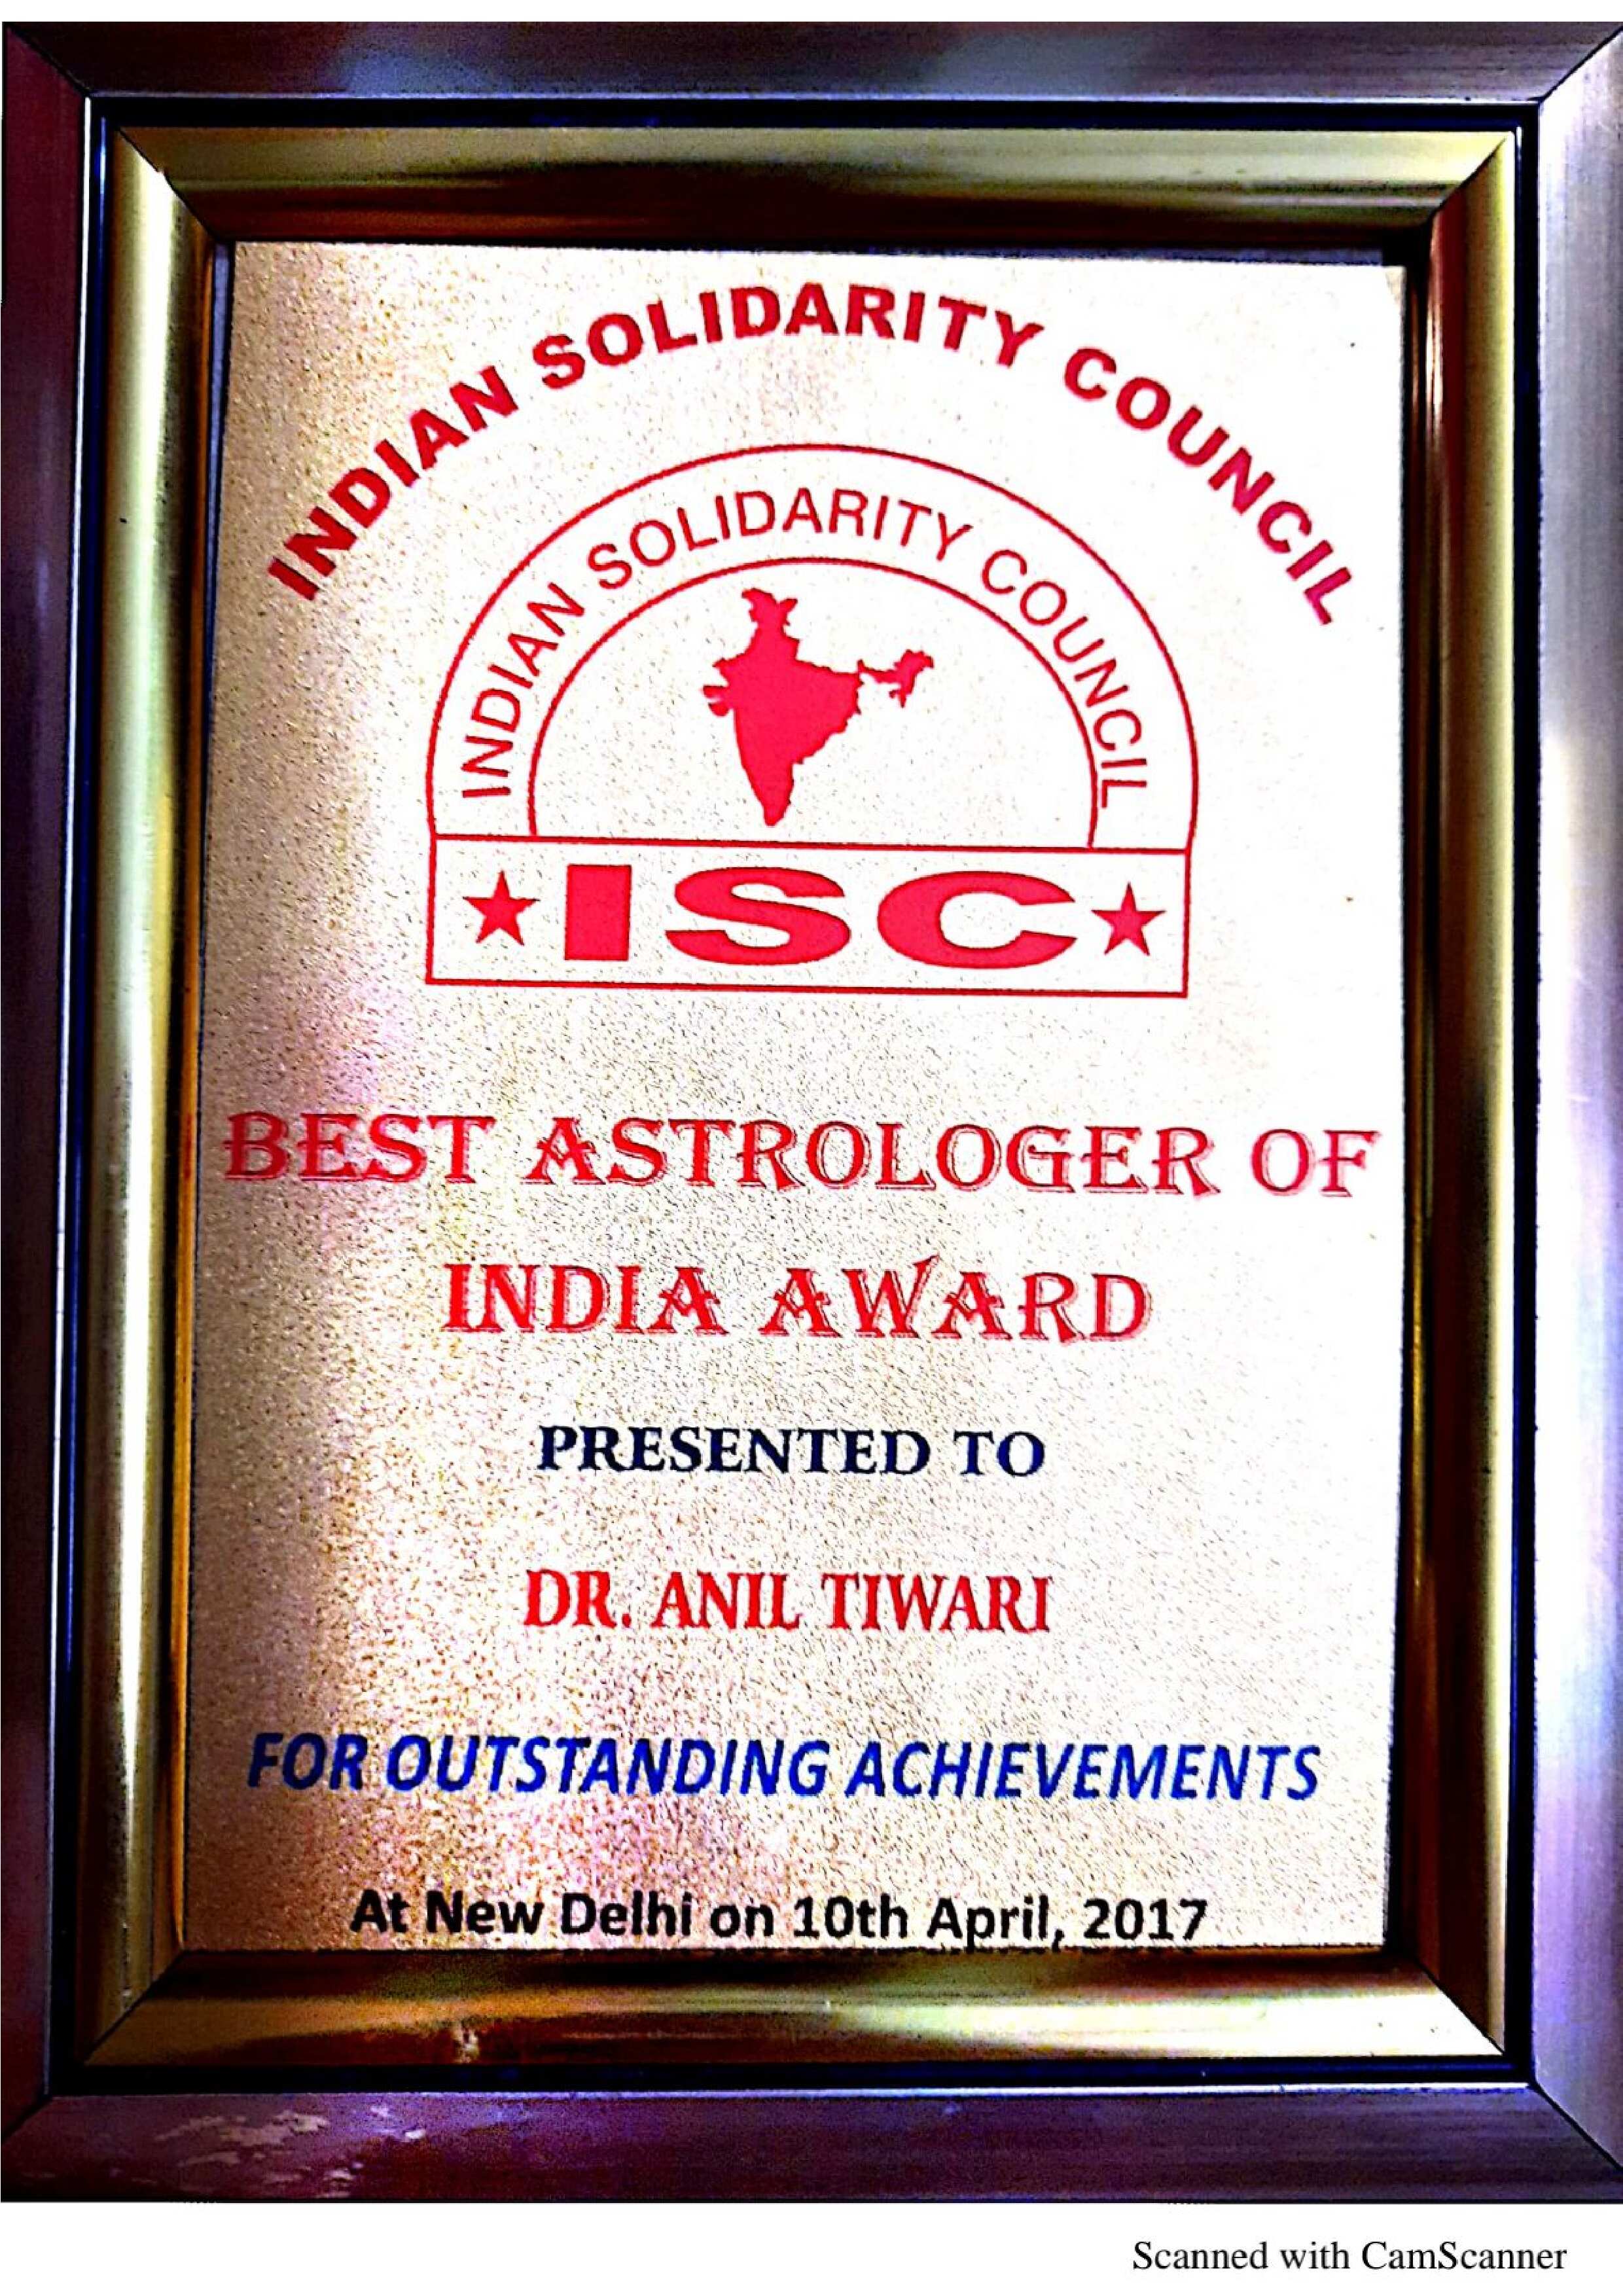 INDIAN SOLIDARITY COUNCIL
INDIAN SOLIDARITY COUNCIL
★ ISC ★
BEST ASTROLOGER OF
INDIA AWARD
PRESENTED TO
DR. ANIL TIWARI
FOR OUTSTANDING ACHIEVEMENTS
At New Delhi on 10th April, 2017
Scanned with CamScanner